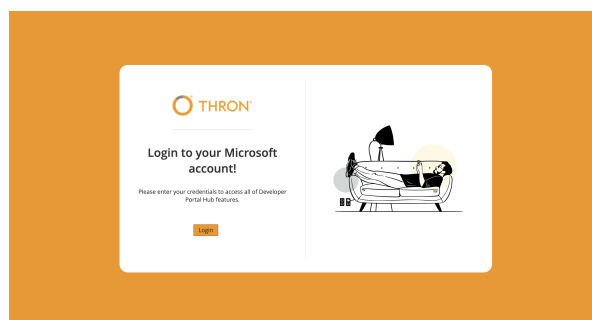 THRON
Login to your Microsoft
account!
Please enter your credentials to access all of Developer
Portal Hub features.
Login